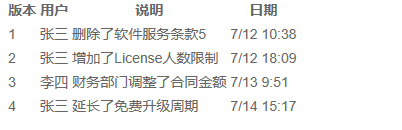 版本 用户 说明 日期
1 张三 删除了软件服务条款5 7/12 10:38
2 张三 增加了License人数限制 7/12 18:09
3 李四 财务部门调整了合同金额 7/13 9:51
4 张三 延长了免费升级周期 7/14 15:17